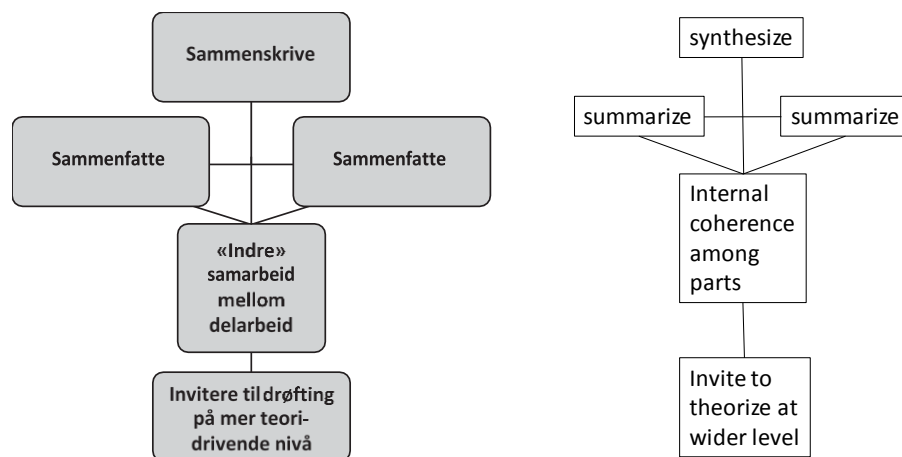 Sammenskrive
Sammenfatte
Sammenfatte
«Indre»
samarbeid
mellom
delarbeid
Invitere til drøfting
på mer teori-
drivende nivå
synthesize
summarize
summarize
Internal
coherence
among
parts
Invite to
theorize at
wider level